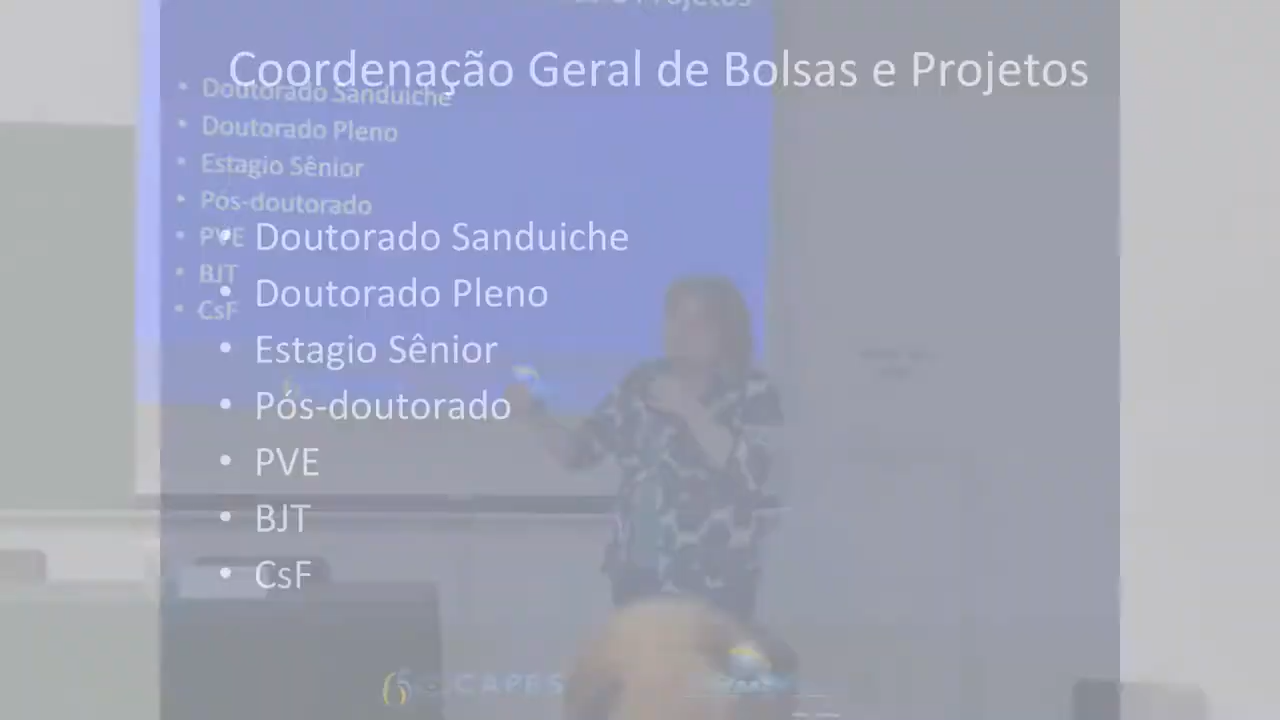 Coordenação Geral de Bolsas e Projetos
• Doutorado Sanduiche
• Doutorado Pleno
• Estagio Sênior
• Pós-doutorado
• PVE
• BJT
• CsF
Projetos
• Doutorado Sanduiche
• Doutorado Pleno
• Estagio Sênior
• Pós-doutorado
• PVE
• BJT
• CsF
CAPES